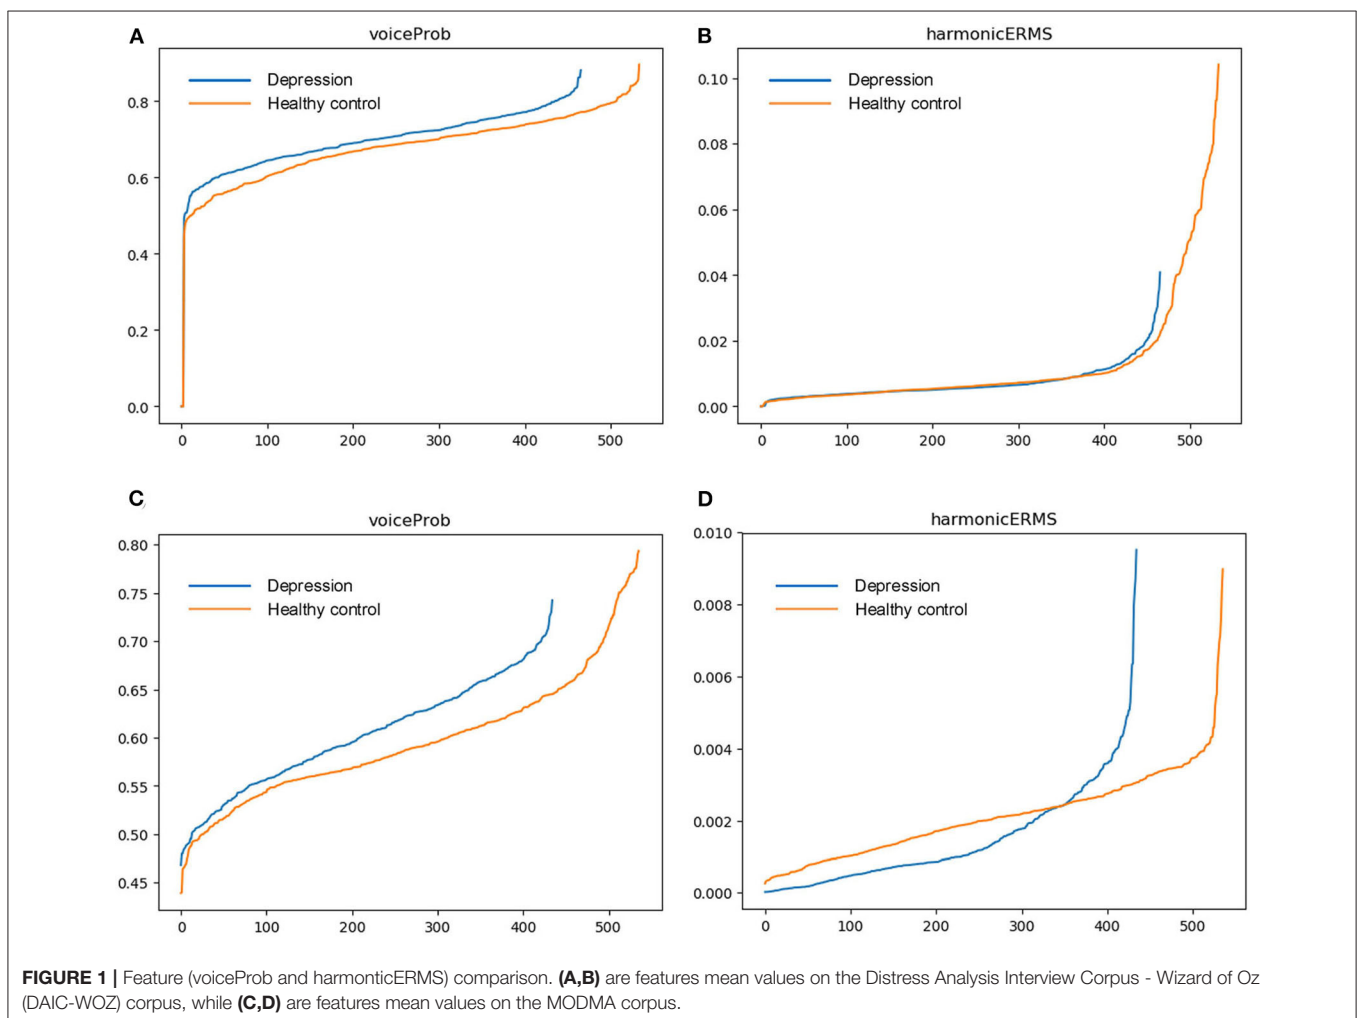 A
voiceProb
Depression
Healthy control
0.8
0.6
0.4
0.2
0.0
0 100 200 300 400 500
B
harmonicERMS
Depression
Healthy control
0.10
0.08
0.06
0.04
0.02
0.00
0 100 200 300 400 500
C
voiceProb
Depression
Healthy control
0.80
0.75
0.70
0.65
0.60
0.55
0.50
0.45
0 100 200 300 400 500
D
harmonicERMS
Depression
Healthy control
0.010
0.008
0.006
0.004
0.002
0.000
0 100 200 300 400 500
FIGURE 1 | Feature (voiceProb and harmonticERMS) comparison. (A,B) are features mean values on the Distress Analysis Interview Corpus - Wizard of Oz
(DAIC-WOZ) corpus, while (C,D) are features mean values on the MODMA corpus.